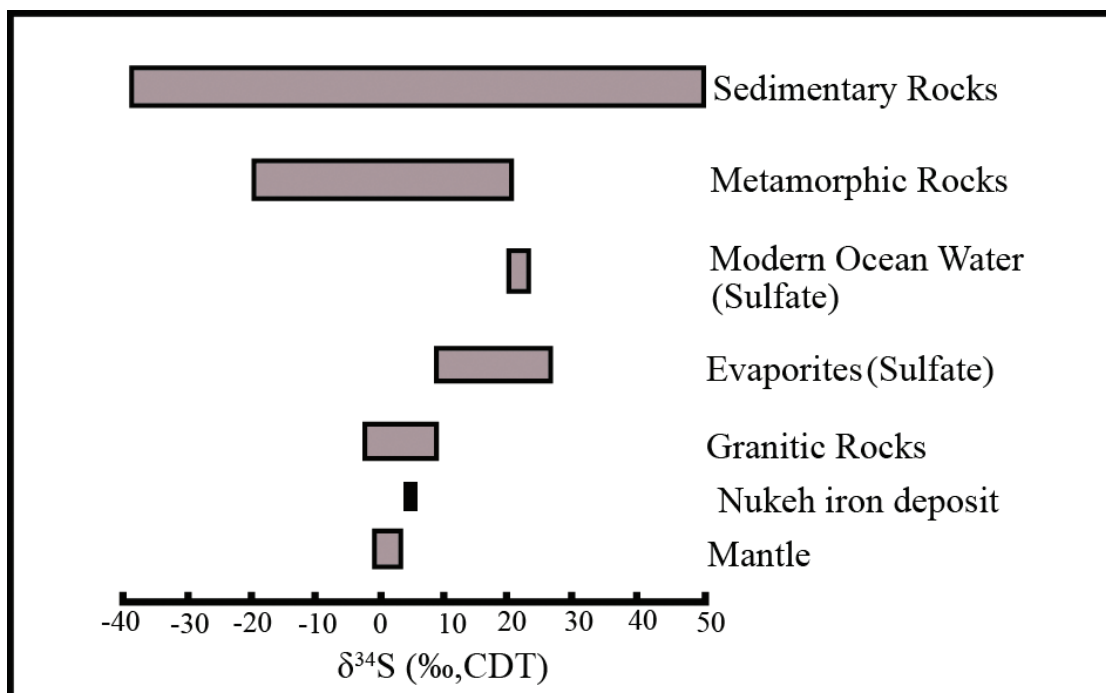 Sedimentary Rocks
Metamorphic Rocks
Modern Ocean Water
(Sulfate)
Evaporites (Sulfate)
Granitic Rocks
Nukeh iron deposit
Mantle
-40 -30 -20 -10 0 10 20 30 40 50
δ³⁴S (‰,CDT)